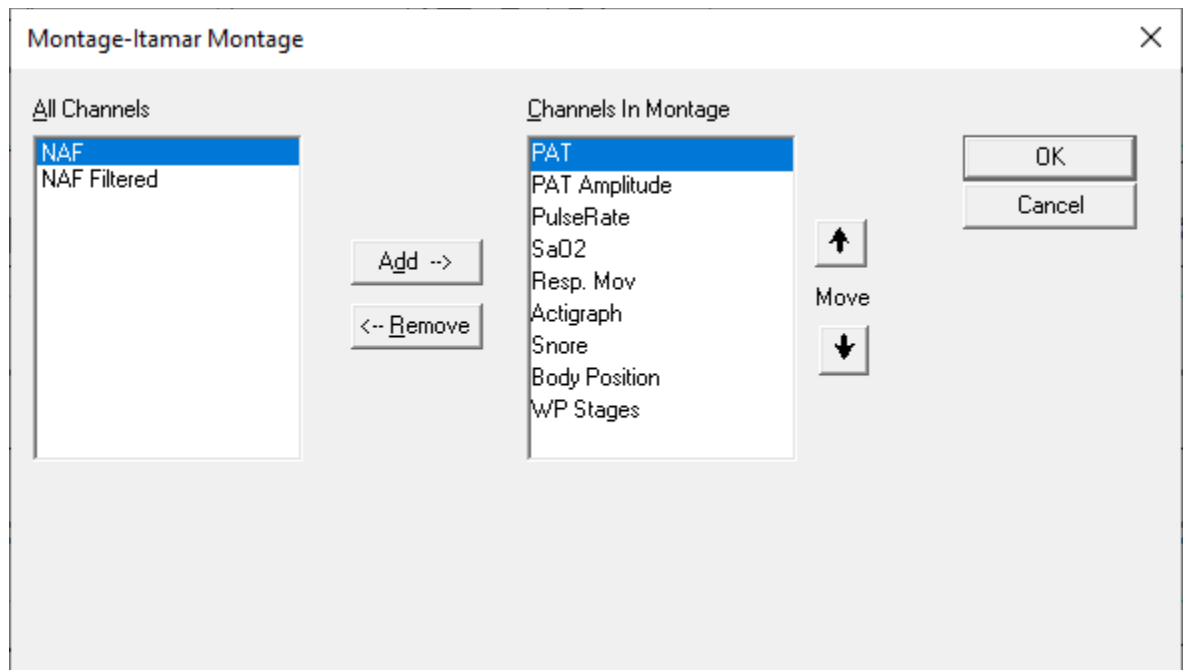 Montage-Itamar Montage
All Channels
NAF
NAF Filtered
Add -->
<-- Remove
Channels In Montage
PAT
PAT Amplitude
PulseRate
SaO2
Resp. Mov
Actigraph
Snore
Body Position
WP Stages
Move
OK
Cancel